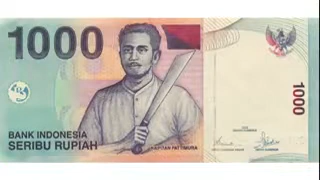 1000
BANK INDONESIA
SERIBU RUPIAH
KAPITAN PATTIMURA
1000